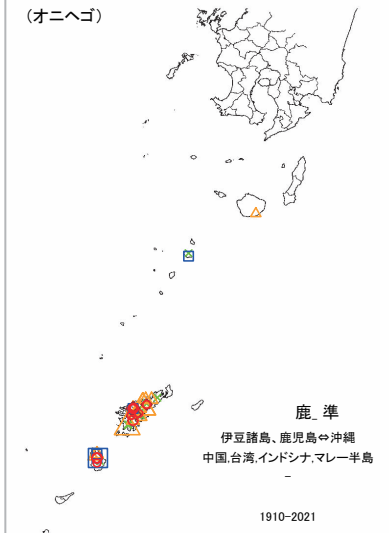 (オニヘゴ)
鹿_準
伊豆諸島、鹿児島⇔沖縄
中国,台湾,インドシナ,マレー半島
−
1910-2021